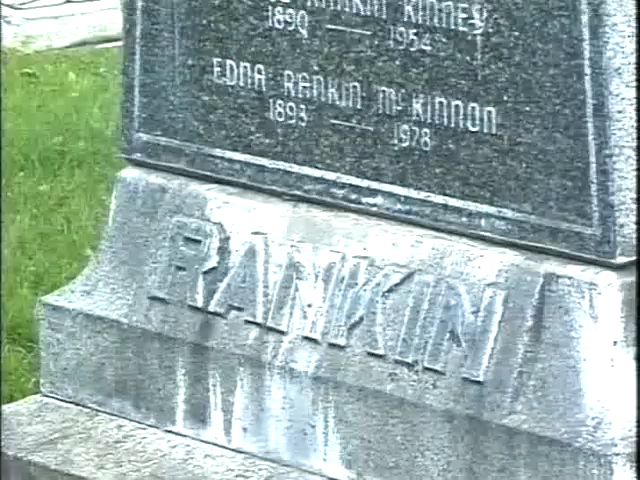 RANKIN KINNEY
1890 — 1954
EDNA RANKIN McKINNON
1893 — 1978
RANKIN